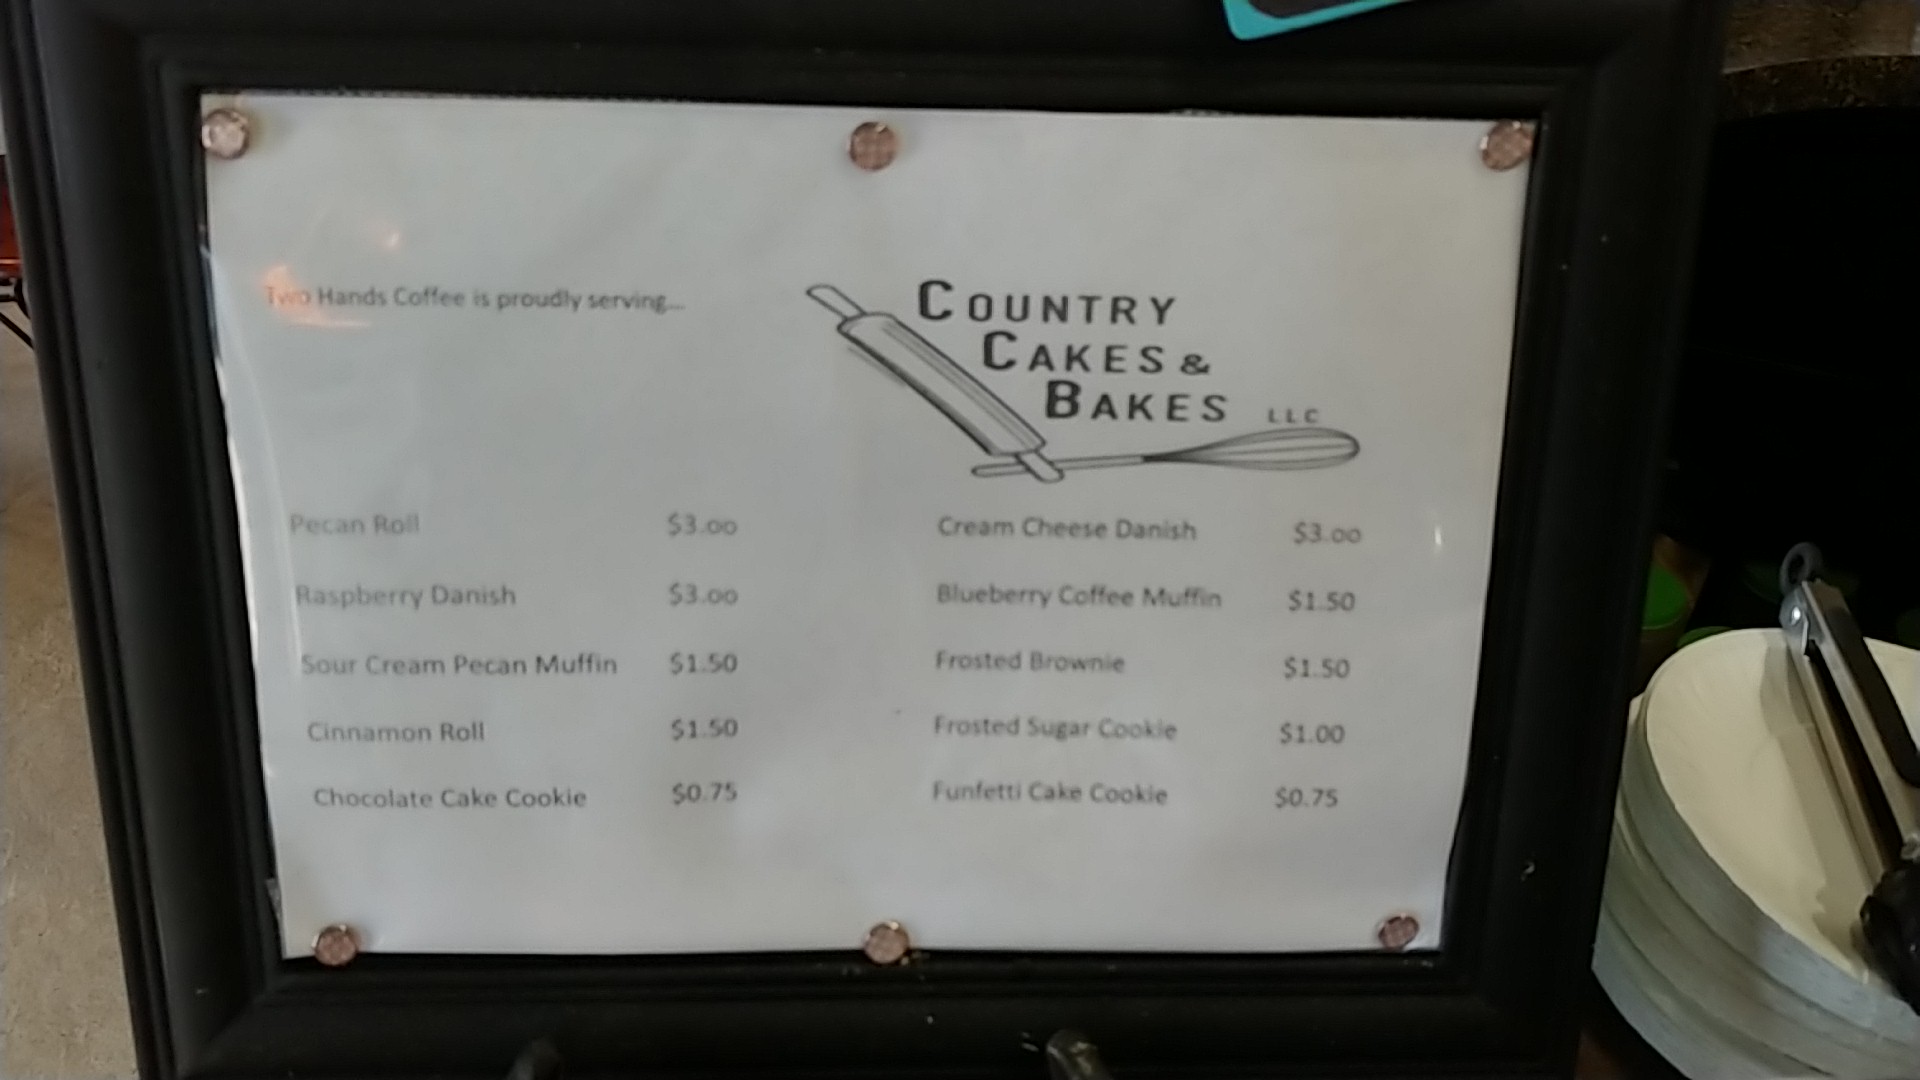 Two Hands Coffee is proudly serving...
COUNTRY
CAKES &
BAKES LLC
Pecan Roll $3.00
Cream Cheese Danish $3.00
Raspberry Danish $3.00
Blueberry Coffee Muffin $1.50
Sour Cream Pecan Muffin $1.50
Frosted Brownie $1.50
Cinnamon Roll $1.50
Frosted Sugar Cookie $1.00
Chocolate Cake Cookie $0.75
Funfetti Cake Cookie $0.75